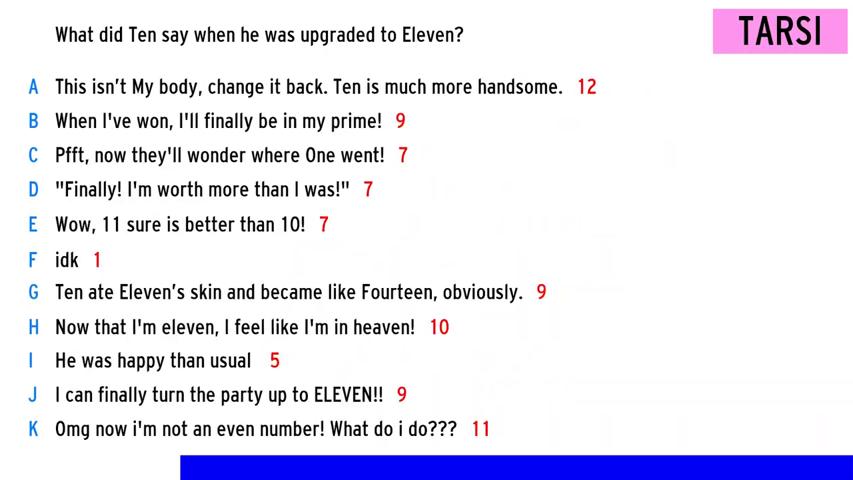 What did Ten say when he was upgraded to Eleven?
TARSI
A This isn't My body, change it back. Ten is much more handsome. 12
B When I've won, I'll finally be in my prime! 9
C Pfft, now they'll wonder where One went! 7
D "Finally! I'm worth more than I was!" 7
E Wow, 11 sure is better than 10! 7
F idk 1
G Ten ate Eleven's skin and became like Fourteen, obviously. 9
H Now that I'm eleven, I feel like I'm in heaven! 10
I He was happy than usual 5
J I can finally turn the party up to ELEVEN!! 9
K Omg now i'm not an even number! What do i do??? 11